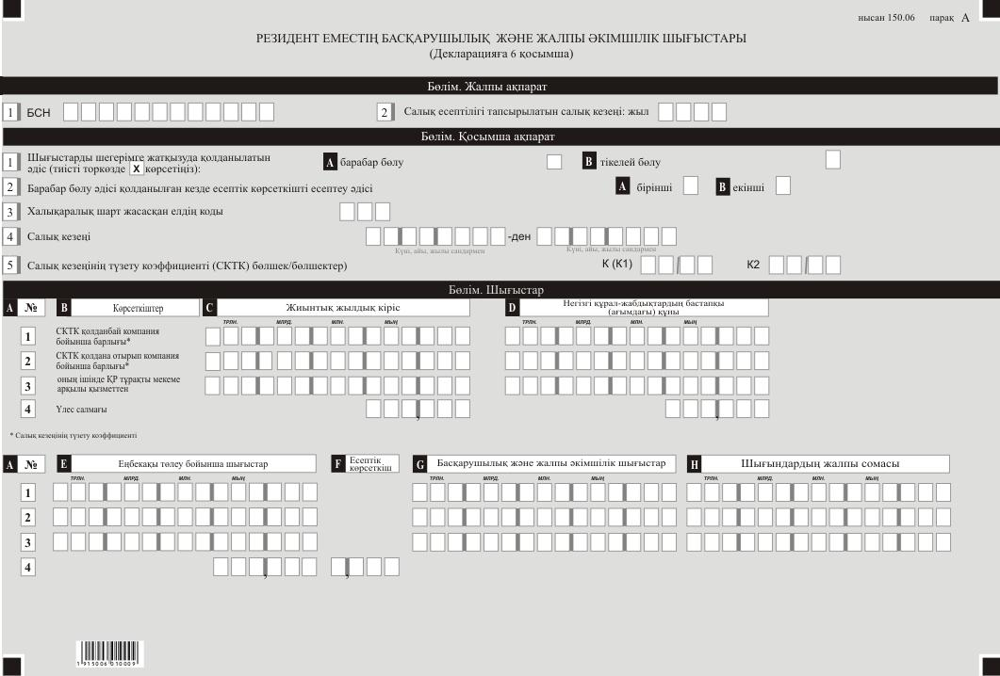 нысан 150.06 парақ A
РЕЗИДЕНТ ЕМЕСТІҢ БАСҚАРУШЫЛЫҚ ЖӘНЕ ЖАЛПЫ ӘКІМШІЛІК ШЫҒЫСТАРЫ
(Декларацияға 6 қосымша)
Бөлім. Жалпы ақпарат
1 БСН 2 Салық есептілігі тапсырылатын салық кезеңі: жыл
Бөлім. Қосымша ақпарат
1 Шығыстарды шегерімге жатқызуда қолданылатын
әдіс (тиісті торкөзде X көрсетіңіз): A барабар бөлу B тікелей бөлу
2 Барабар бөлу әдісі қолданылған кезде есептік көрсеткішті есептеу әдісі A бірінші B екінші
3 Халықаралық шарт жасасқан елдің коды
4 Салық кезеңі -ден
Күні, айы, жылы сандармен Күні, айы, жылы сандармен
5 Салық кезеңінің түзету коэффициенті (СКТК) бөлшек/бөлшектер) К (К1) / К2 /
Бөлім. Шығыстар
A № B Көрсеткіштер C Жиынтық жылдық кіріс D Негізгі құрал-жабдықтардың бастапқы
(ағымдағы) құны
ТРЛН. МЛРД. МЛН. МЫҢ ТРЛН. МЛРД. МЛН. МЫҢ
1 СКТК қолданбай компания
бойынша барлығы*
2 СКТК қолдана отырып компания
бойынша барлығы*
3 оның ішінде ҚР тұрақты мекеме
арқылы қызметтен
4 Үлес салмағы , ,
* Салық кезеңінің түзету коэффициенті
A № E Еңбекақы төлеу бойынша шығыстар F Есептік
көрсеткіш G Басқарушылық және жалпы әкімшілік шығыстар H Шығындардың жалпы сомасы
ТРЛН. МЛРД. МЛН. МЫҢ ТРЛН. МЛРД. МЛН. МЫҢ ТРЛН. МЛРД. МЛН. МЫҢ
1
2
3
4 , ,
1915006010009